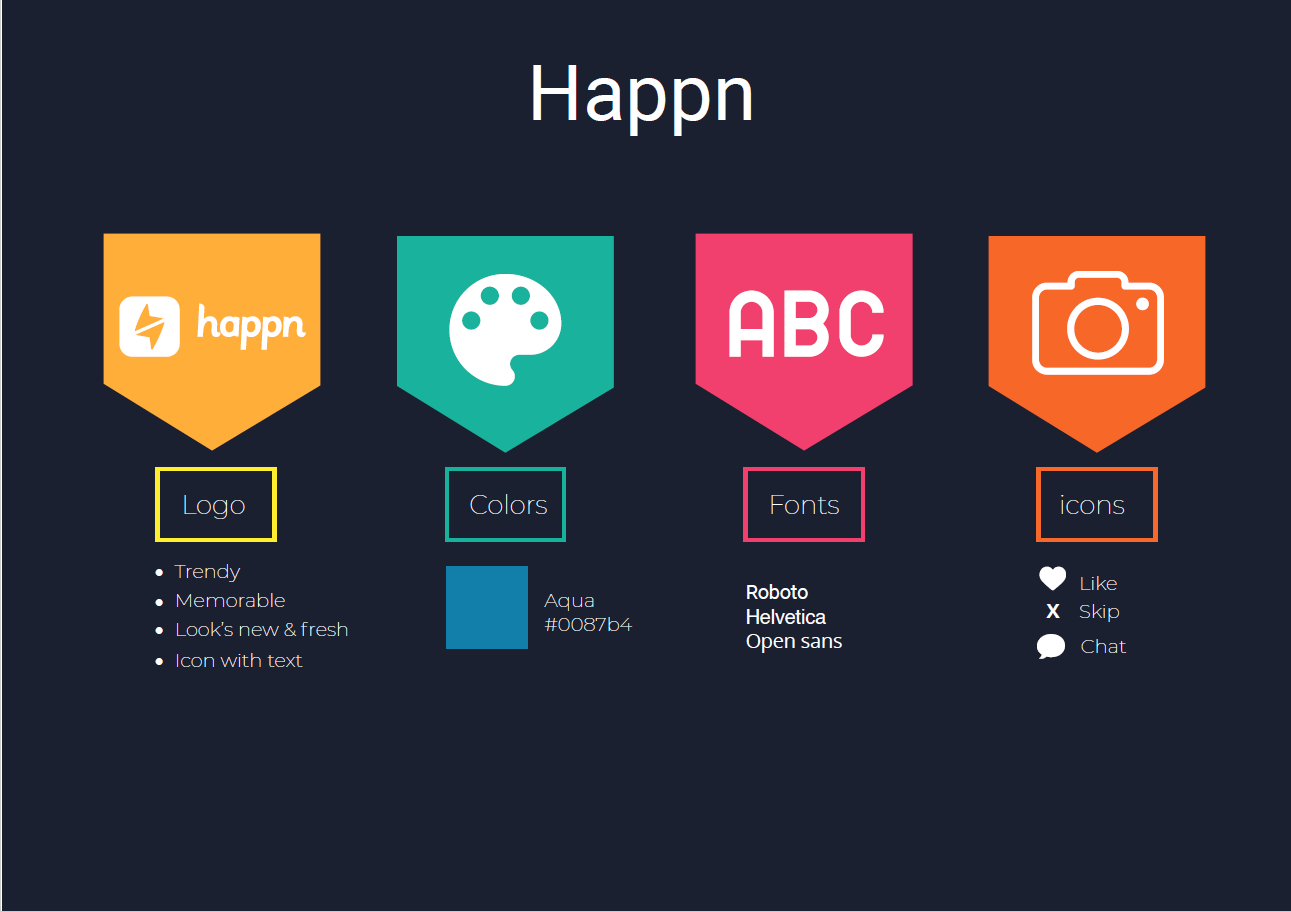 Happn
happn
ABC
Logo
Colors
Fonts
icons
• Trendy
• Memorable
• Look's new & fresh
• Icon with text
Aqua
#0087b4
Roboto
Helvetica
Open sans
Like
X Skip
Chat